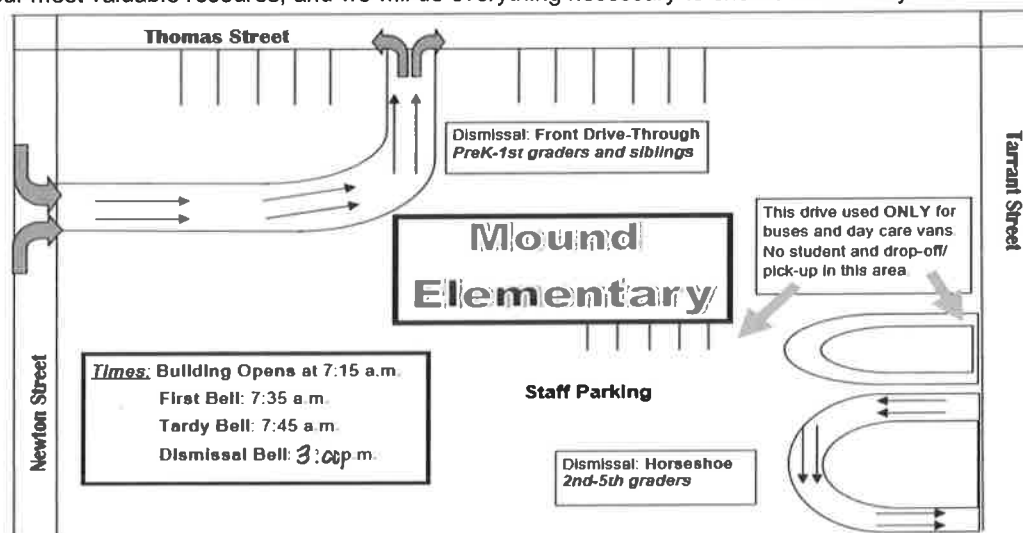 Thomas Street
Dismissal: Front Drive-Through
PreK-1st graders and siblings
Tarrant Street
This drive used ONLY for
buses and day care vans.
No student and drop-off/
pick-up in this area
Mound
Elementary
Newton Street
Times: Building Opens at 7:15 a.m.
First Bell: 7:35 a.m.
Tardy Bell: 7:45 a.m.
Dismissal Bell: 3:00p.m.
Staff Parking
Dismissal: Horseshoe
2nd-5th graders